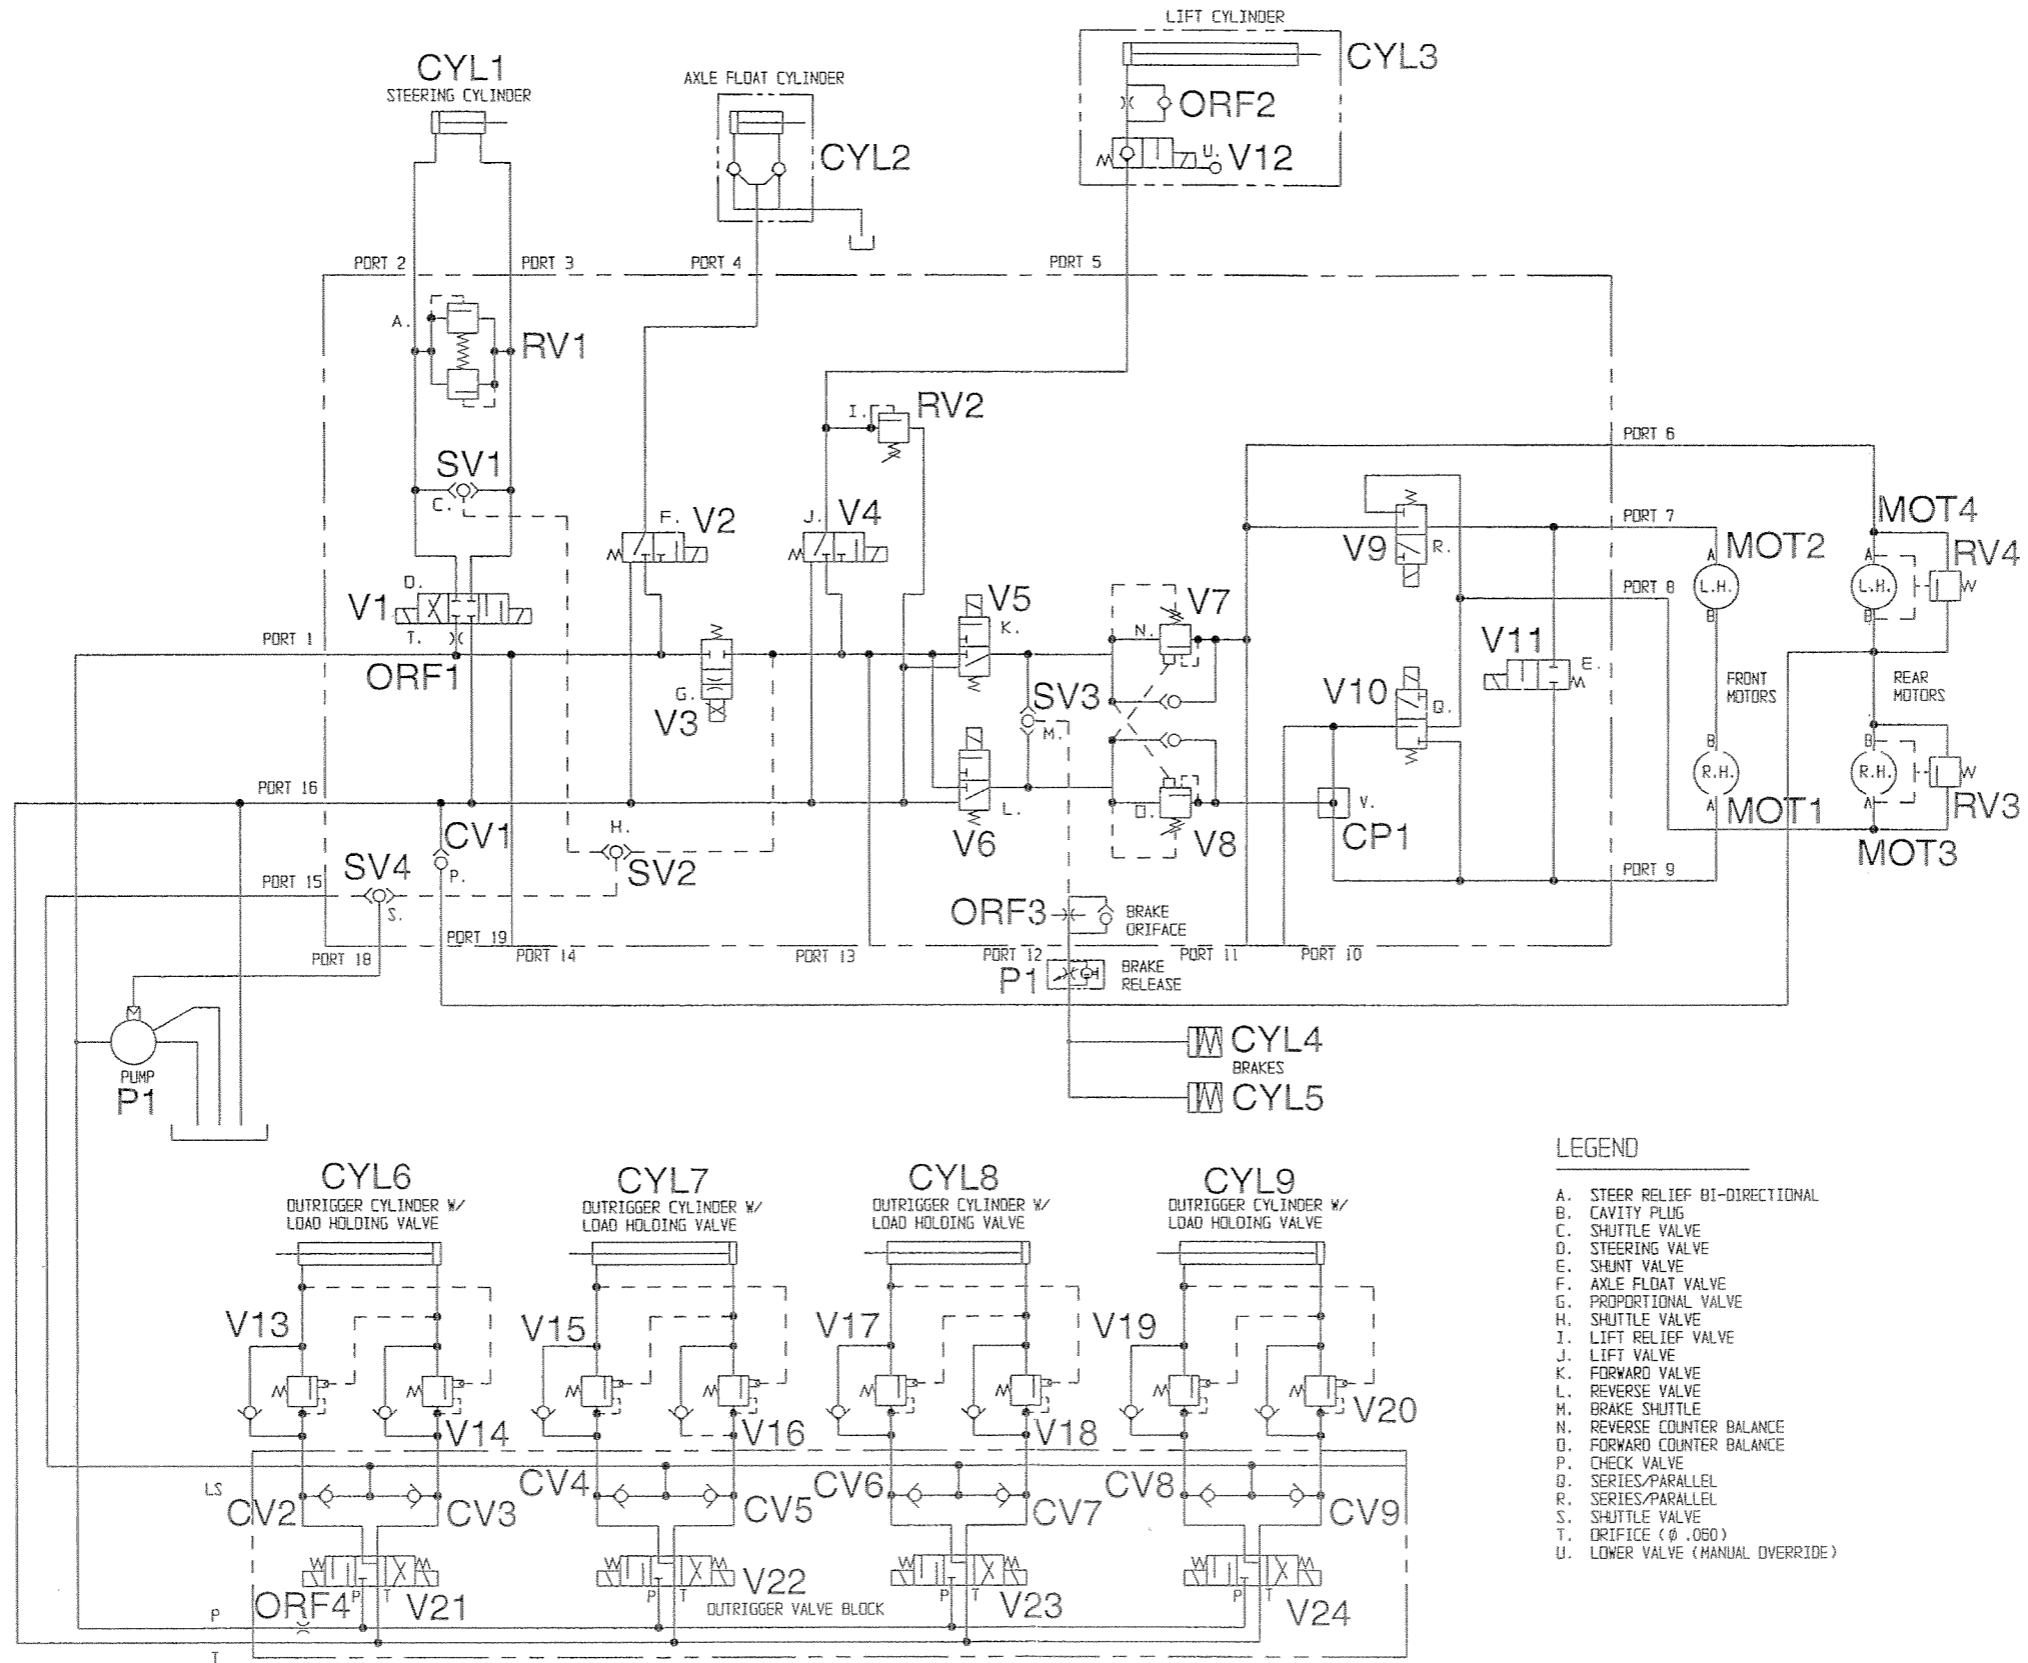 LIFT CYLINDER
CYL3
CYL1
STEERING CYLINDER
AXLE FLOAT CYLINDER
CYL2
ORF2
U.
V12
PORT 2
PORT 3
PORT 4
PORT 5
A.
RV1
I.
RV2
PORT 6
SV1
C.
F.
V2
J.
V4
PORT 7
V9
R.
MOT2
MOT4
RV4
A
A
L.H.
L.H.
B
B
D.
V1
T.
ORF1
PORT 1
V5
K.
V7
N.
PORT 8
V11
E.
G.
V3
SV3
M.
V10
Q.
FRONT
MOTORS
REAR
MOTORS
B
B
R.H.
R.H.
A
A
MOT1
RV3
MOT3
PORT 16
CV1
P.
H.
SV2
L.
V6
O.
V8
V.
CP1
PORT 9
SV4
PORT 15
S.
ORF3
BRAKE
ORIFACE
PORT 19
PORT 18
PORT 14
PORT 13
PORT 12
PORT 11
PORT 10
P1
BRAKE
RELEASE
M
PUMP
P1
CYL4
BRAKES
CYL5
CYL6
OUTRIGGER CYLINDER W/
LOAD HOLDING VALVE
CYL7
OUTRIGGER CYLINDER W/
LOAD HOLDING VALVE
CYL8
OUTRIGGER CYLINDER W/
LOAD HOLDING VALVE
CYL9
OUTRIGGER CYLINDER W/
LOAD HOLDING VALVE
V13
V14
V15
V16
V17
V18
V19
V20
LS
CV2
CV3
CV4
CV5
CV6
CV7
CV8
CV9
P
T
P
T
P
T
P
T
ORF4
V21
V22
V23
V24
OUTRIGGER VALVE BLOCK
P
T
LEGEND
A. STEER RELIEF BI-DIRECTIONAL
B. CAVITY PLUG
C. SHUTTLE VALVE
D. STEERING VALVE
E. SHUNT VALVE
F. AXLE FLOAT VALVE
G. PROPORTIONAL VALVE
H. SHUTTLE VALVE
I. LIFT RELIEF VALVE
J. LIFT VALVE
K. FORWARD VALVE
L. REVERSE VALVE
M. BRAKE SHUTTLE
N. REVERSE COUNTER BALANCE
O. FORWARD COUNTER BALANCE
P. CHECK VALVE
Q. SERIES/PARALLEL
R. SERIES/PARALLEL
S. SHUTTLE VALVE
T. ORIFICE (Ø .060)
U. LOWER VALVE (MANUAL OVERRIDE)